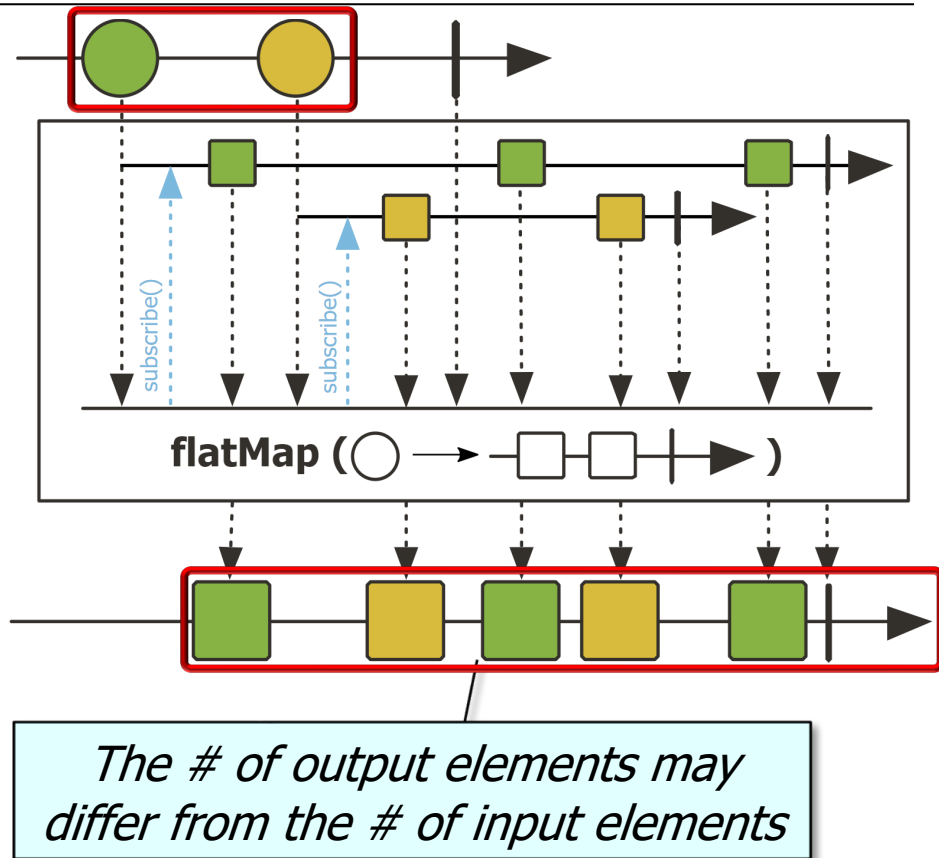 subscribe()
subscribe()
flatMap ( )
The # of output elements may
differ from the # of input elements